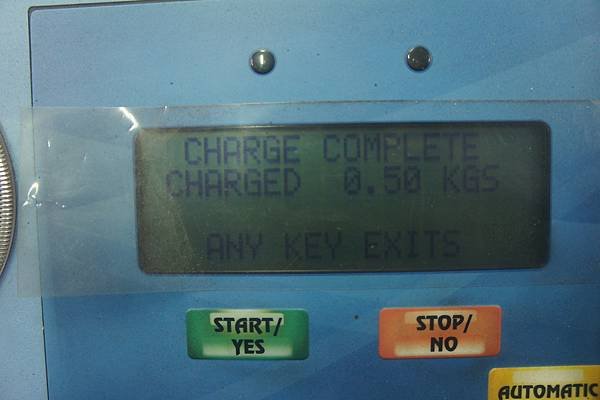 CHARGE COMPLETE
CHARGED 0.50 KGS
ANY KEY EXITS
START/
YES
STOP/
NO
AUTOMATIC